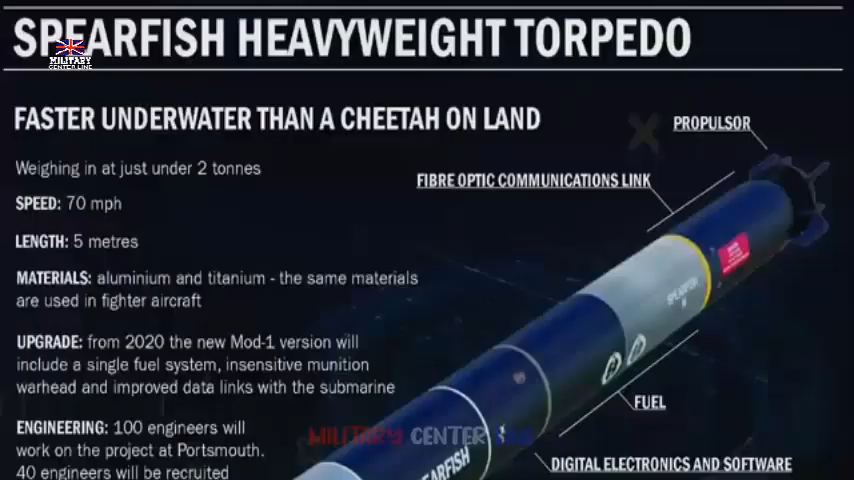 SPEARFISH HEAVYWEIGHT TORPEDO
MILITARY
CENTER LINE
FASTER UNDERWATER THAN A CHEETAH ON LAND
PROPULSOR
Weighing in at just under 2 tonnes
FIBRE OPTIC COMMUNICATIONS LINK
SPEED: 70 mph
LENGTH: 5 metres
MATERIALS: aluminium and titanium - the same materials
are used in fighter aircraft
SPEARFISH
UPGRADE: from 2020 the new Mod-1 version will
include a single fuel system, insensitive munition
warhead and improved data links with the submarine
FUEL
ENGINEERING: 100 engineers will
work on the project at Portsmouth.
40 engineers will be recruited
MILITARY CENTER LINE
EARFISH
DIGITAL ELECTRONICS AND SOFTWARE